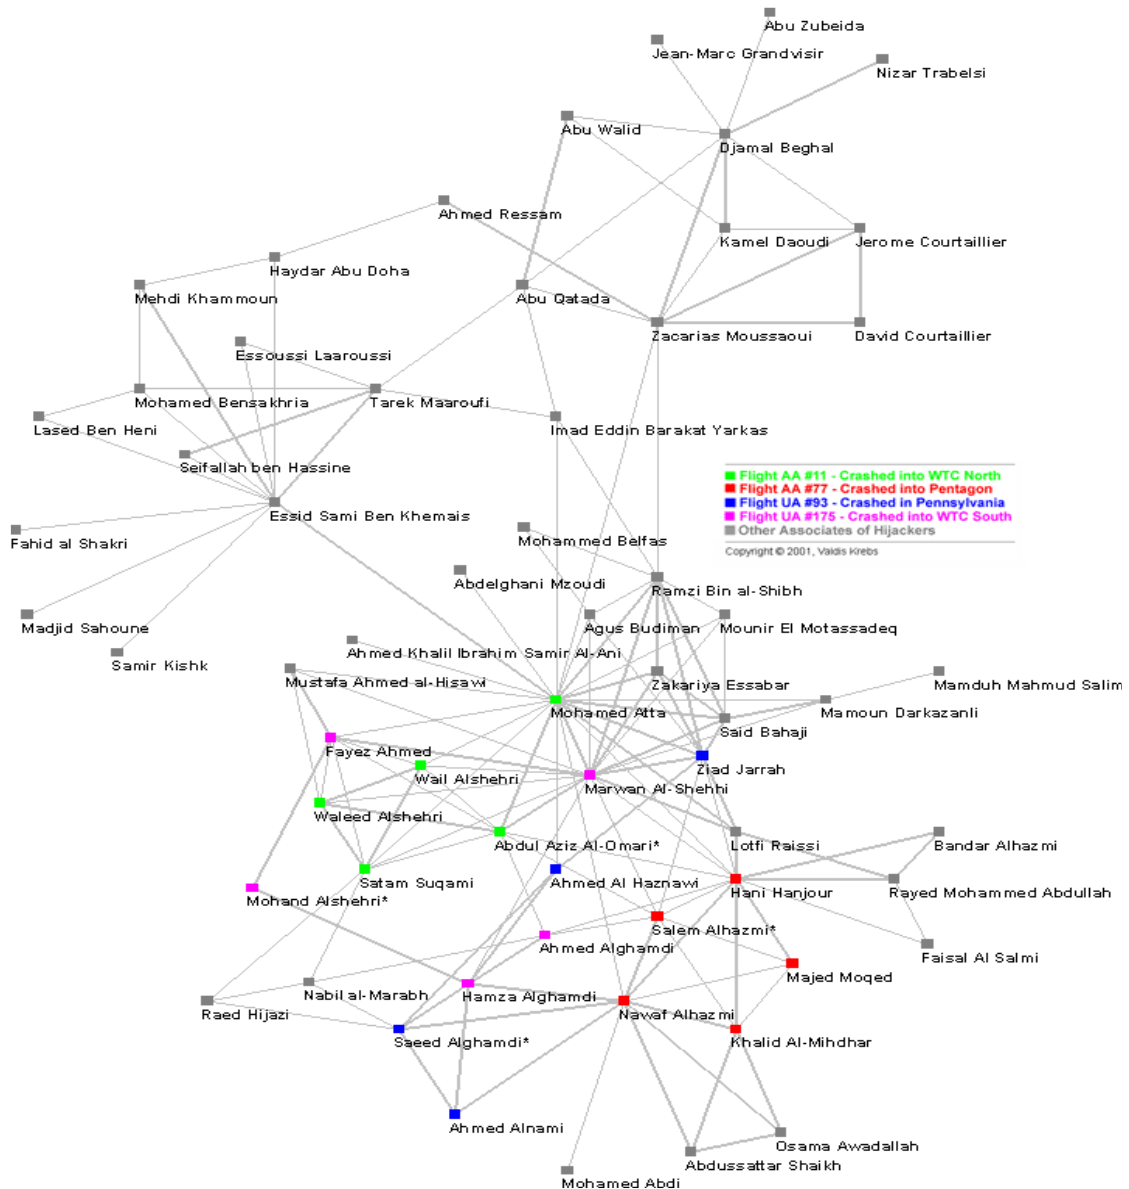 Abu Zubeida
Jean-Marc Grandvisir
Nizar Trabelsi
Abu Walid
Djamal Beghal
Ahmed Ressam
Kamel Daoudi
Jerome Courtaillier
Haydar Abu Doha
Mehdi Khammoun
Abu Qatada
Zacarias Moussaoui
David Courtaillier
Essoussi Laaroussi
Mohamed Bensakhria
Tarek Maaroufi
Lased Ben Heni
Imad Eddin Barakat Yarkas
Seifallah ben Hassine
Flight AA #11 - Crashed into WTC North
Flight AA #77 - Crashed into Pentagon
Flight UA #93 - Crashed in Pennsylvania
Flight UA #175 - Crashed into WTC South
Other Associates of Hijackers
Copyright © 2001, Valdis Krebs
Essid Sami Ben Khemais
Fahid al Shakri
Mohammed Belfas
Abdelghani Mzoudi
Ramzi Bin al-Shibh
Madjid Sahoune
Agus Budiman
Mounir El Motassadeq
Samir Kishk
Ahmed Khalil Ibrahim Samir Al-Ani
Mustafa Ahmed al-Hisawi
Zakariya Essabar
Mamduh Mahmud Salim
Mohamed Atta
Mamoun Darkazanli
Said Bahaji
Fayez Ahmed
Ziad Jarrah
Wail Alshehri
Marwan Al-Shehhi
Waleed Alshehri
Abdul Aziz Al-Omari*
Lotfi Raissi
Bandar Alhazmi
Satam Suqami
Ahmed Al Haznawi
Hani Hanjour
Rayed Mohammed Abdullah
Mohand Alshehri*
Salem Alhazmi*
Ahmed Alghamdi
Faisal Al Salmi
Majed Moqed
Nabil al-Marabh
Hamza Alghamdi
Raed Hijazi
Nawaf Alhazmi
Saeed Alghamdi*
Khalid Al-Mihdhar
Ahmed Alnami
Osama Awadallah
Abdussattar Shaikh
Mohamed Abdi